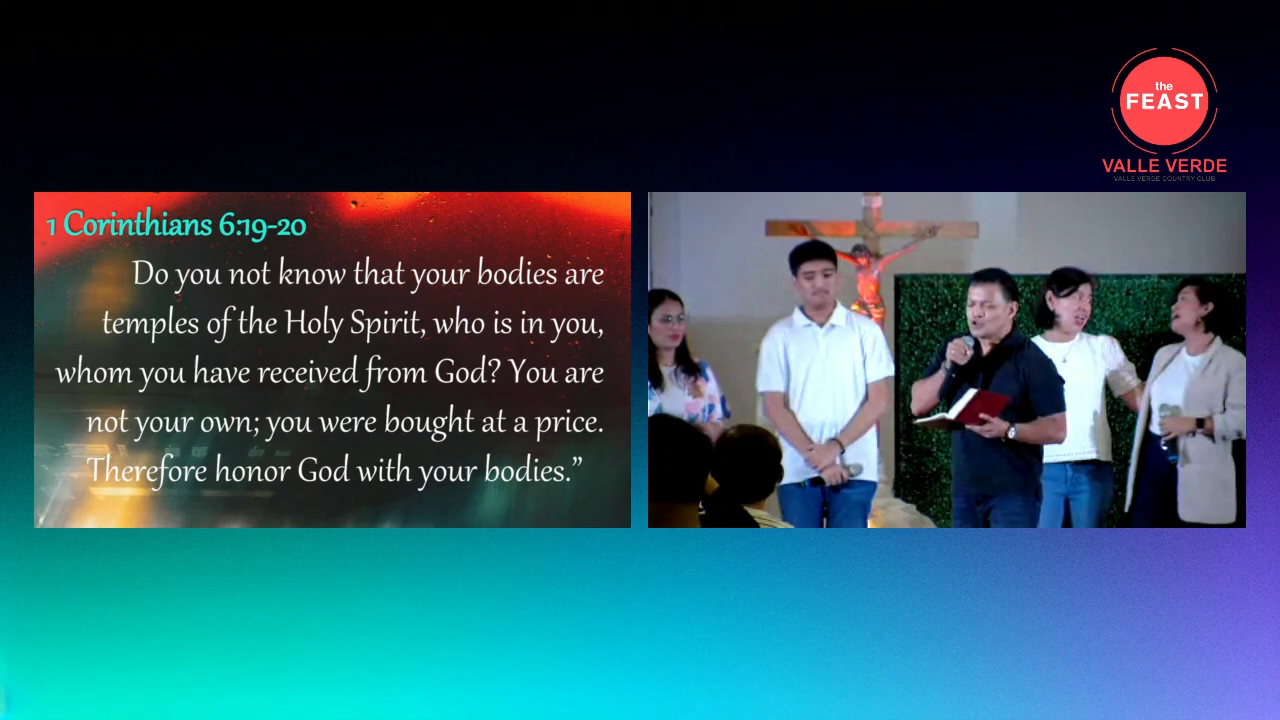 the
FEAST
VALLE VERDE
VALLE VERDE COUNTRY CLUB
1 Corinthians 6:19-20
Do you not know that your bodies are
temples of the Holy Spirit, who is in you,
whom you have received from God? You are
not your own; you were bought at a price.
Therefore honor God with your bodies.”